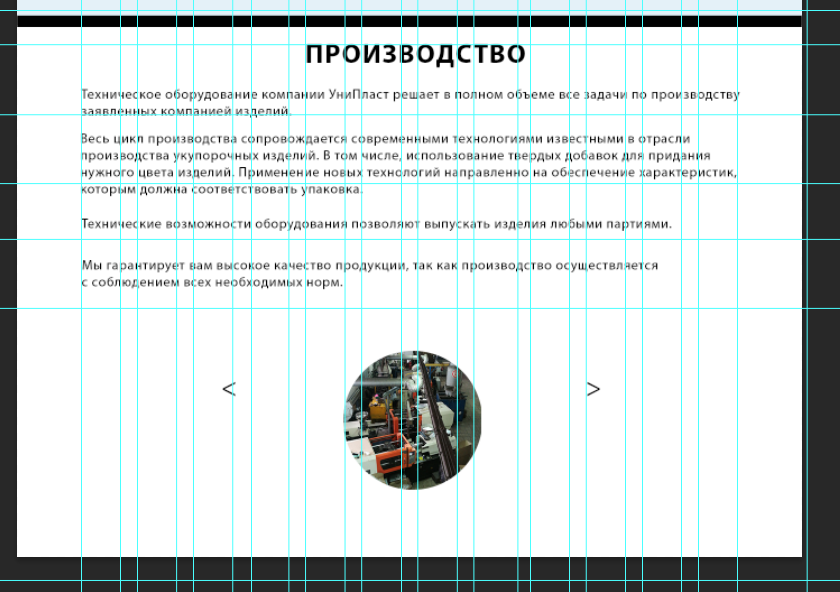 ПРОИЗВОДСТВО
Техническое оборудование компании УниПласт решает в полном объеме все задачи по производству
заявленных компанией изделий.
Весь цикл производства сопровождается современными технологиями известными в отрасли
производства укупорочных изделий. В том числе, использование твердых добавок для придания
нужного цвета изделий. Применение новых технологий направленно на обеспечение характеристик,
которым должна соответствовать упаковка.
Технические возможности оборудования позволяют выпускать изделия любыми партиями.
Мы гарантирует вам высокое качество продукции, так как производство осуществляется
с соблюдением всех необходимых норм.
< >